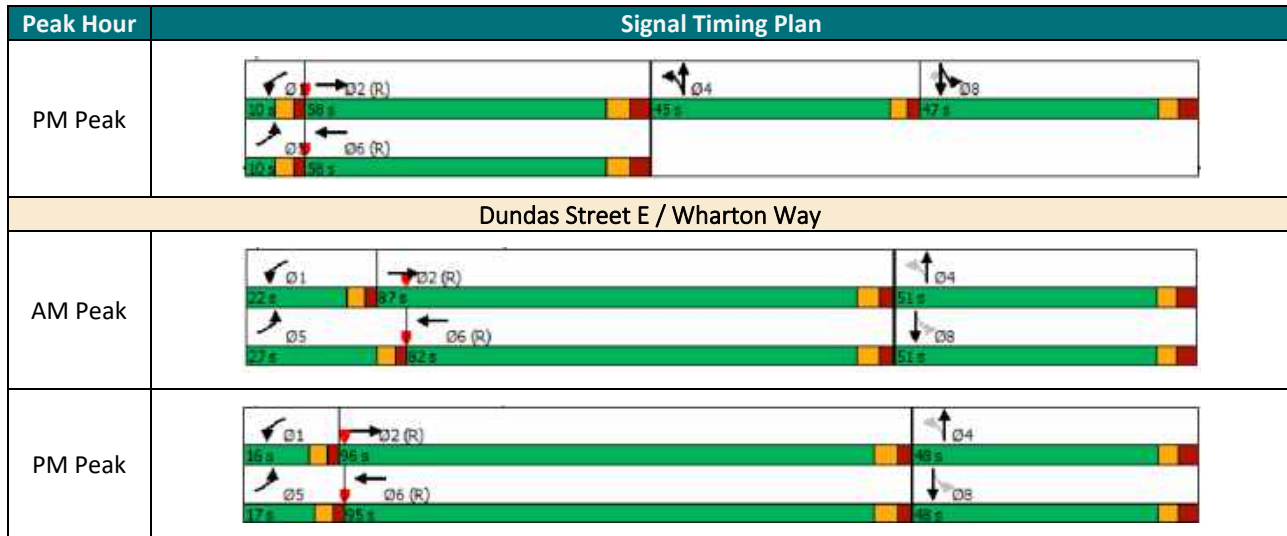 Peak Hour Signal Timing Plan
PM Peak
Ø2 (R) Ø4 Ø8
10 s 58 s 45 s 47 s
Ø6 (R)
10 s 58 s
Dundas Street E / Wharton Way
AM Peak
Ø1 Ø2 (R) Ø4
22 s 87 s 51 s
Ø5 Ø6 (R) Ø8
27 s 82 s 51 s
PM Peak
Ø1 Ø2 (R) Ø4
16 s 96 s 48 s
Ø5 Ø6 (R) Ø8
17 s 95 s 48 s